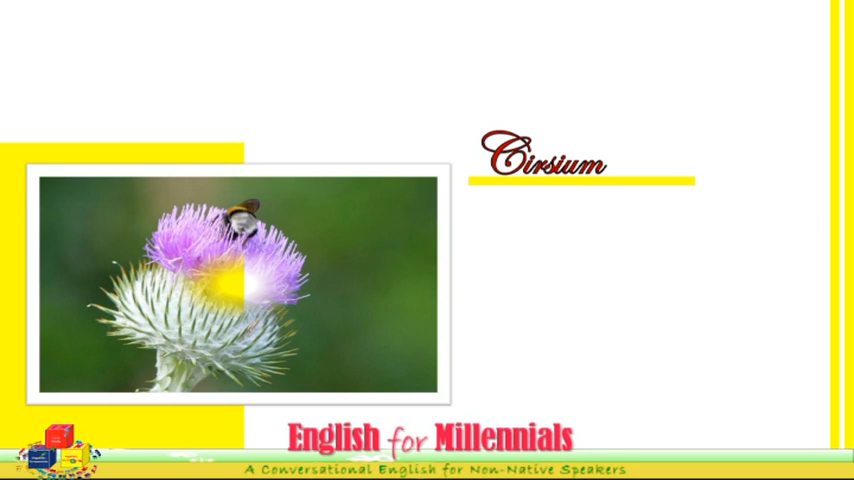 Cirsium
English for Millennials
A Conversational English for Non-Native Speakers